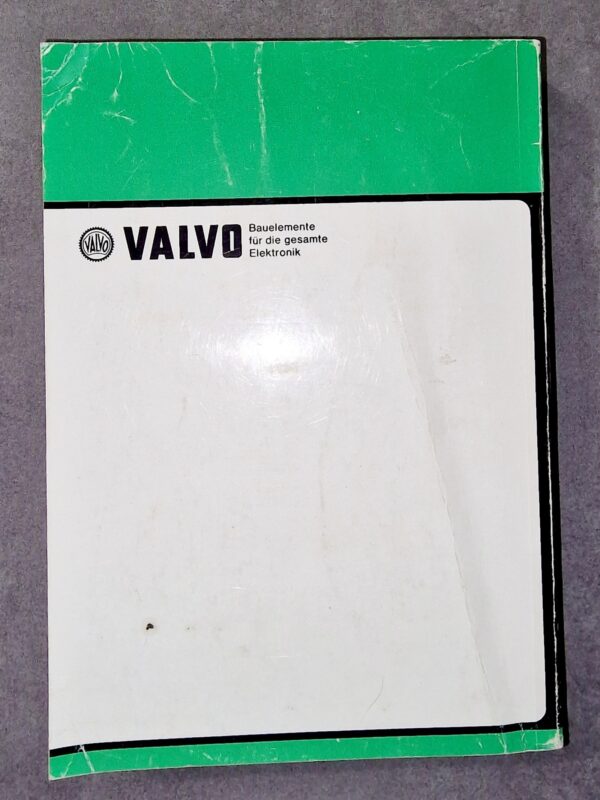 VALVO
VALVO
Bauelemente
für die gesamte
Elektronik